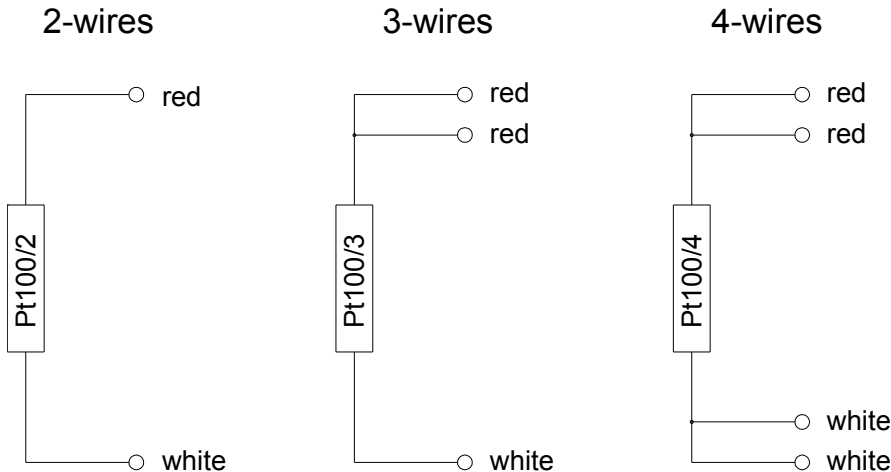 2-wires
red
Pt100/2
white
3-wires
red
red
Pt100/3
white
4-wires
red
red
Pt100/4
white
white